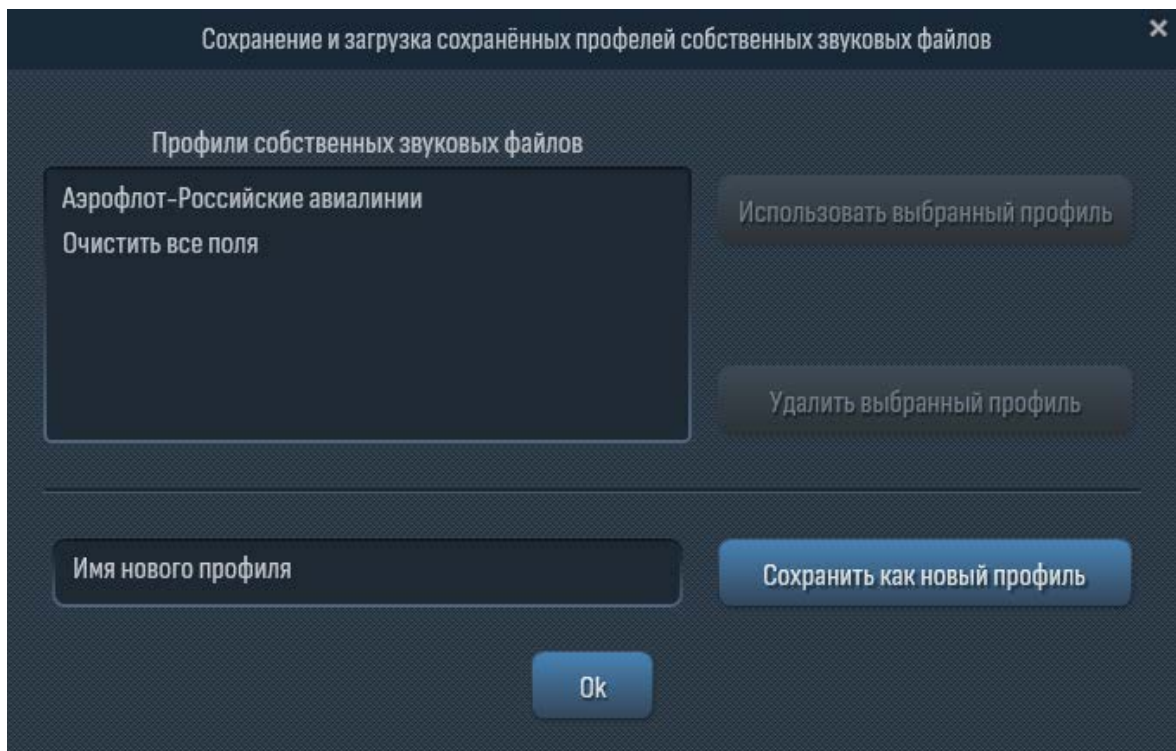 Сохранение и загрузка сохранённых профелей собственных звуковых файлов
Профили собственных звуковых файлов
Аэрофлот-Российские авиалинии
Очистить все поля
Использовать выбранный профиль
Удалить выбранный профиль
Имя нового профиля
Сохранить как новый профиль
Ok